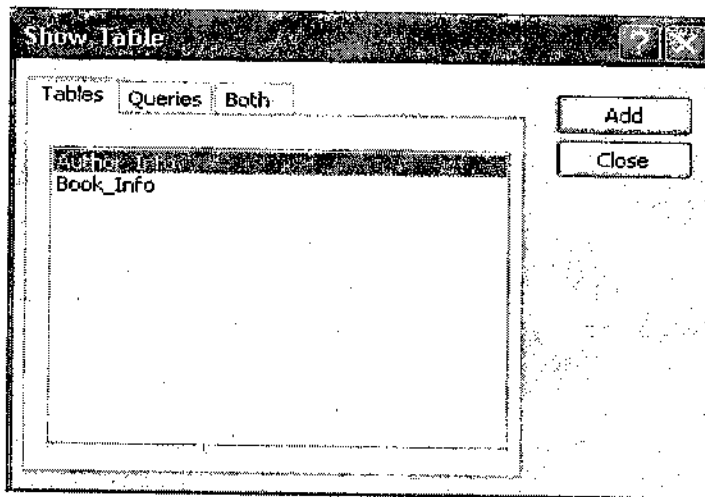 Show Table
Tables Queries Both
Add
Close
Author_Info
Book_Info